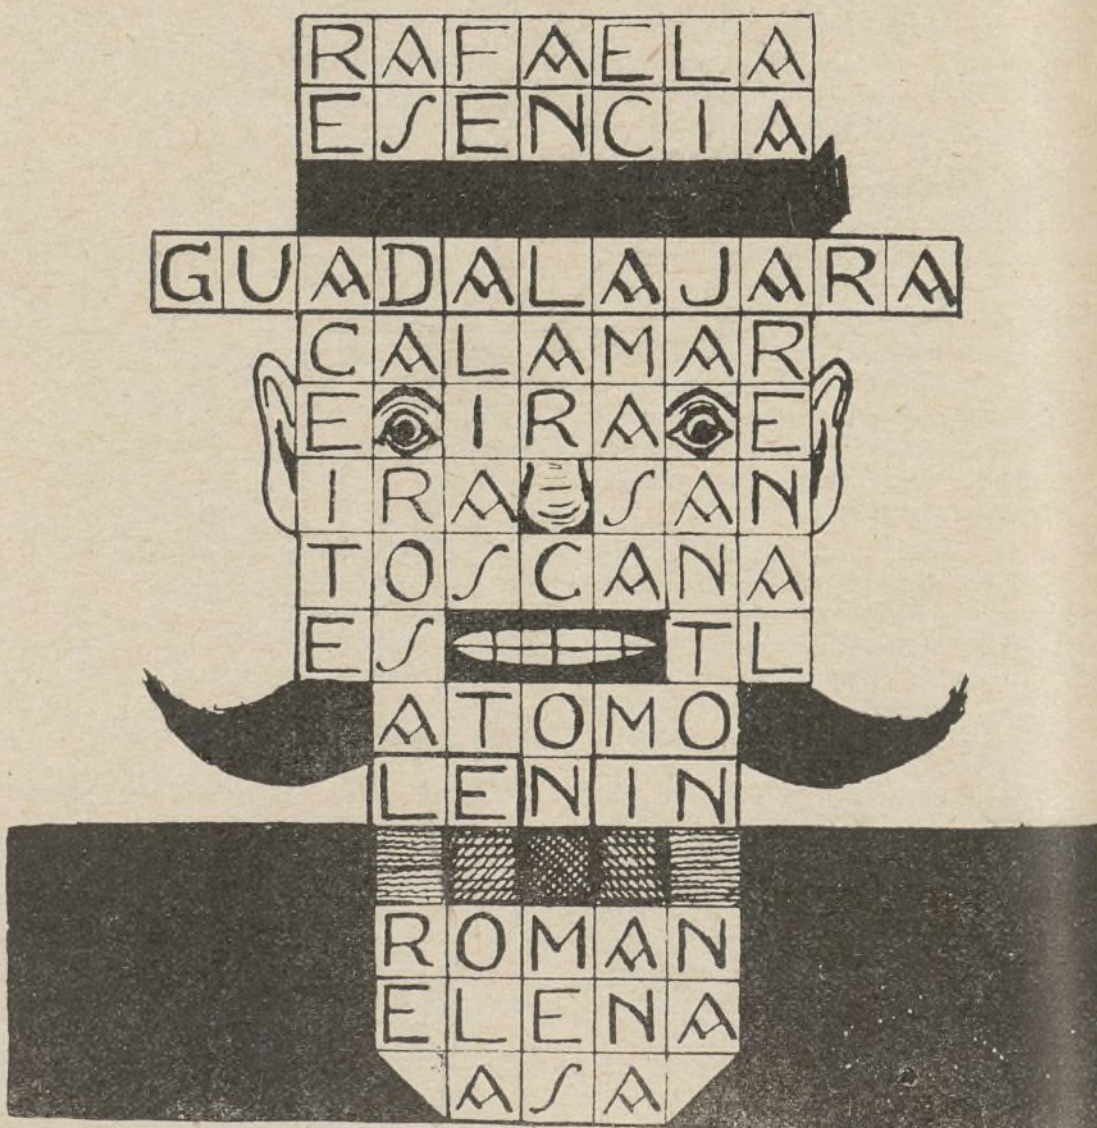 RAFAELA
ESENCIA
GUADALAJARA
CALAMAR
E IRA E
IRA SAN
TOSCANA
ES TL
ATOMO
LENIN
ROMAN
ELENA
ASA